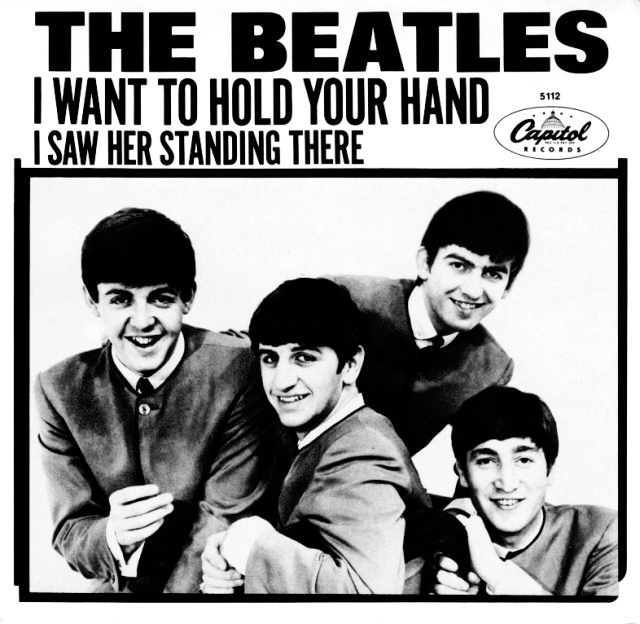 THE BEATLES
I WANT TO HOLD YOUR HAND
I SAW HER STANDING THERE
5112
Capitol
RECORDS